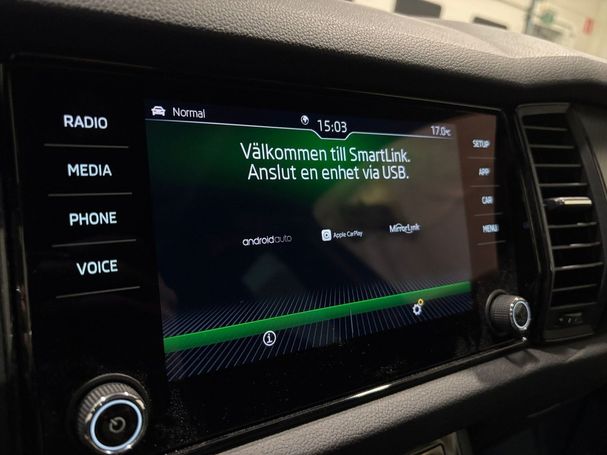 RADIO
MEDIA
PHONE
VOICE
Normal
15:03
17.0°C
Välkommen till SmartLink.
Anslut en enhet via USB.
androidauto
Apple CarPlay
MirrorLink
SETUP
APP
CAR
MENU